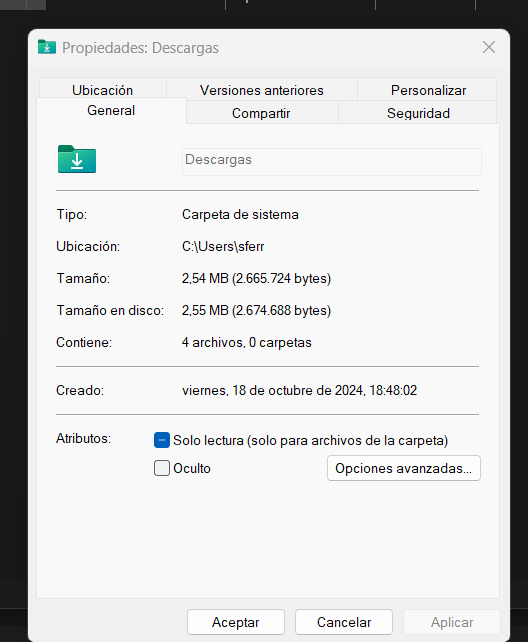 Propiedades: Descargas
Ubicación
Versiones anteriores
Personalizar
General
Compartir
Seguridad
Descargas
Tipo: Carpeta de sistema
Ubicación: C:\Users\sferr
Tamaño: 2,54 MB (2.665.724 bytes)
Tamaño en disco: 2,55 MB (2.674.688 bytes)
Contiene: 4 archivos, 0 carpetas
Creado: viernes, 18 de octubre de 2024, 18:48:02
Atributos: Solo lectura (solo para archivos de la carpeta)
Oculto
Opciones avanzadas...
Aceptar
Cancelar
Aplicar